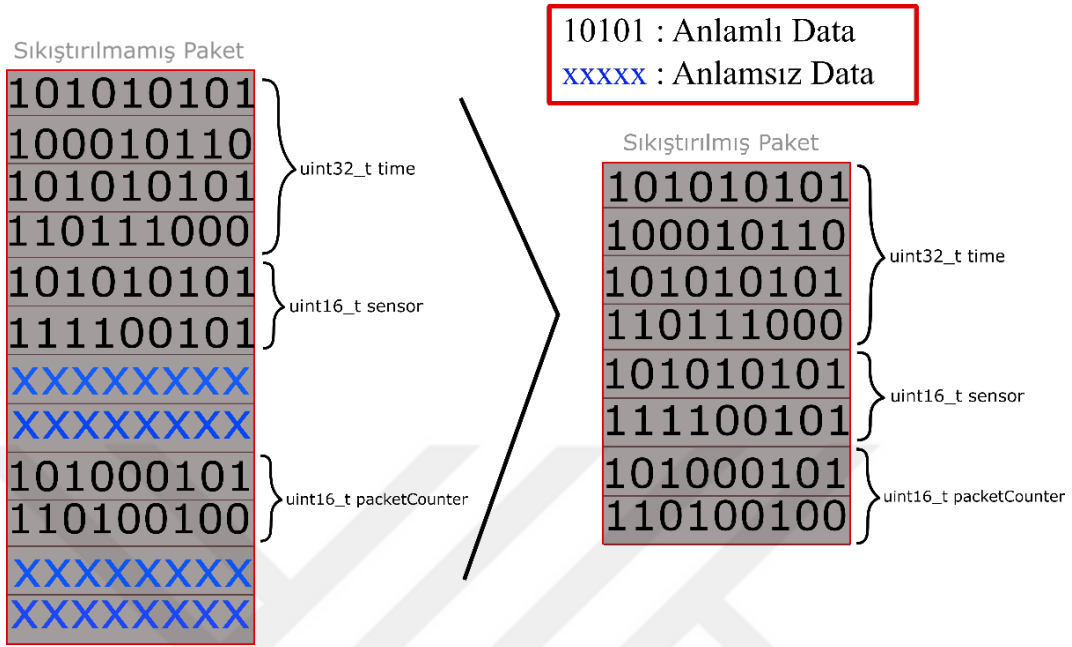 10101 : Anlamlı Data
xxxxx : Anlamsız Data
Sıkıştırılmamış Paket
101010101
100010110
101010101
110111000
uint32_t time
101010101
111100101
uint16_t sensor
xxxxxxxx
xxxxxxxx
101000101
110100100
uint16_t packetCounter
xxxxxxxx
xxxxxxxx
Sıkıştırılmış Paket
101010101
100010110
101010101
110111000
uint32_t time
101010101
111100101
uint16_t sensor
101000101
110100100
uint16_t packetCounter